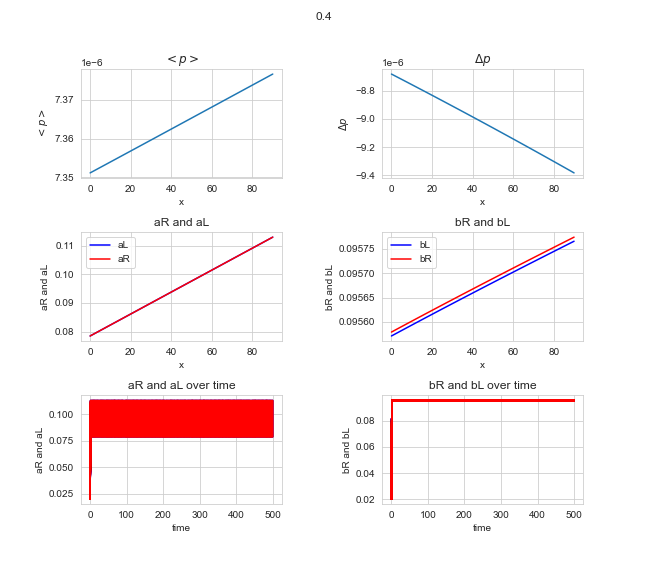 0.4
<p>
1e−6
7.37
7.36
7.35
<p>
0 20 40 60 80
x
Δp
1e−6
−8.8
−9.0
−9.2
−9.4
Δp
0 20 40 60 80
x
aR and aL
aL
aR
0.11
0.10
0.09
0.08
aR and aL
0 20 40 60 80
x
bR and bL
bL
bR
0.09575
0.09570
0.09565
0.09560
bR and bL
0 20 40 60 80
x
aR and aL over time
0.100
0.075
0.050
0.025
aR and aL
0 100 200 300 400 500
time
bR and bL over time
0.08
0.06
0.04
0.02
bR and bL
0 100 200 300 400 500
time